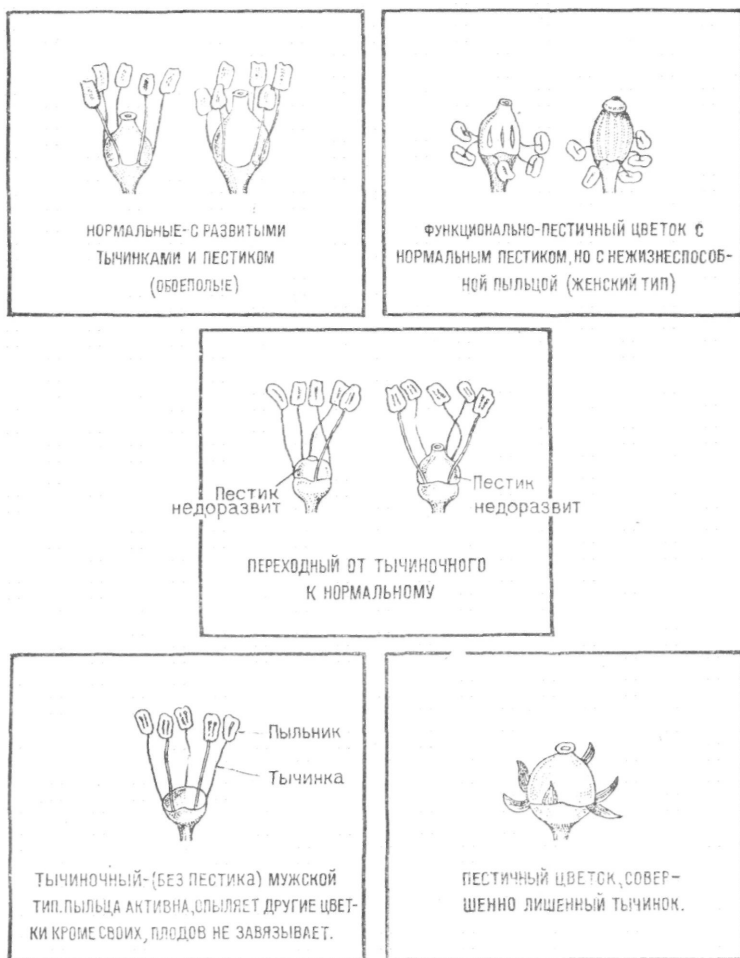 НОРМАЛЬНЫЕ-С РАЗВИТЫМИ
ТЫЧИНКАМИ И ПЕСТИКОМ
(ОБОЕПОЛЫЕ)
ФУНКЦИОНАЛЬНО-ПЕСТИЧНЫЙ ЦВЕТОК С
НОРМАЛЬНЫМ ПЕСТИКОМ, НО С НЕЖИЗНЕСПОСОБ-
НОЙ ПЫЛЬЦОЙ (ЖЕНСКИЙ ТИП)
Пестик
недоразвит
Пестик
недоразвит
ПЕРЕХОДНЫЙ ОТ ТЫЧИНОЧНОГО
К НОРМАЛЬНОМУ
Пыльник
Тычинка
ТЫЧИНОЧНЫЙ-(БЕЗ ПЕСТИКА) МУЖСКОЙ
ТИП. ПЫЛЬЦА АКТИВНА, ОПЫЛЯЕТ ДРУГИЕ ЦВЕТ-
КИ КРОМЕ СВОИХ, ПЛОДОВ НЕ ЗАВЯЗЫВАЕТ.
ПЕСТИЧНЫЙ ЦВЕТОК, СОВЕР-
ШЕННО ЛИШЕННЫЙ ТЫЧИНОК.